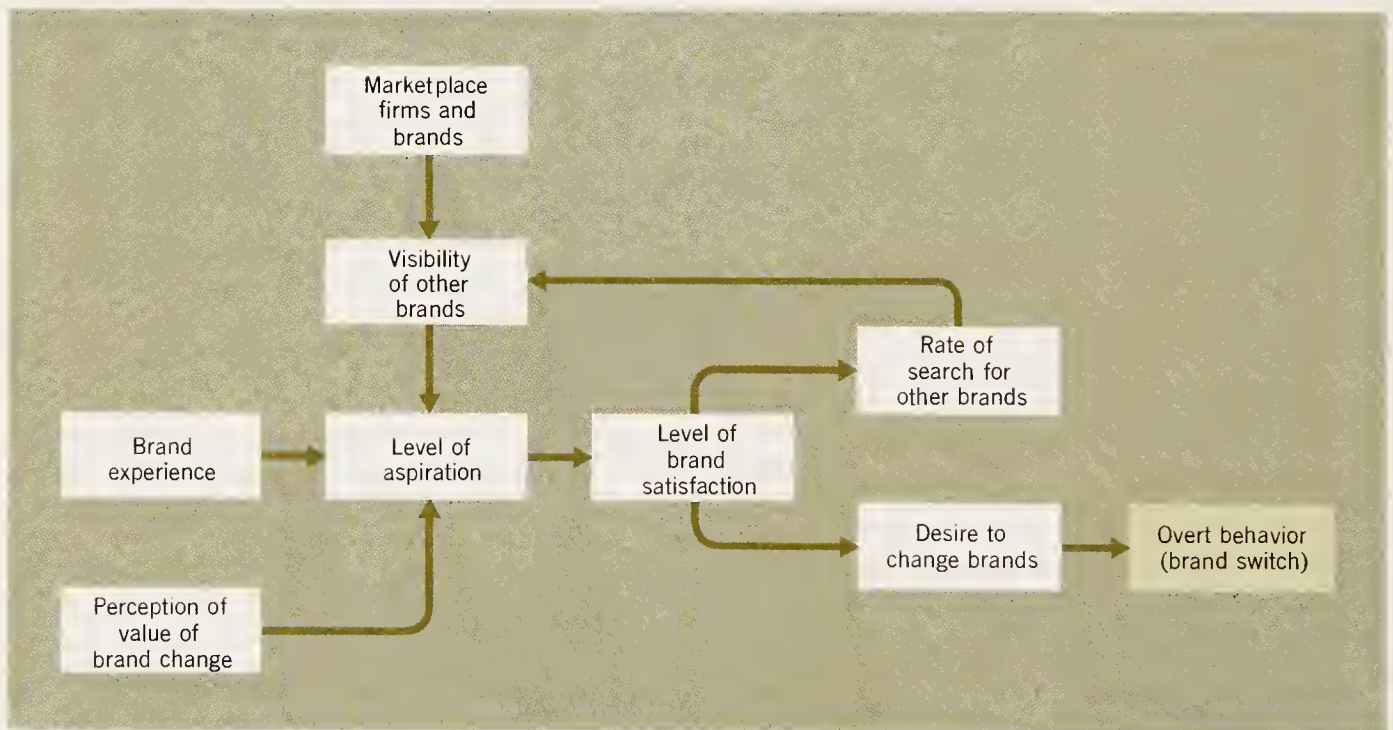 Marketplace
firms and
brands
Visibility
of other
brands
Rate of
search for
other brands
Brand
experience
Level of
aspiration
Level of
brand
satisfaction
Desire to
change brands
Overt behavior
(brand switch)
Perception of
value of
brand change